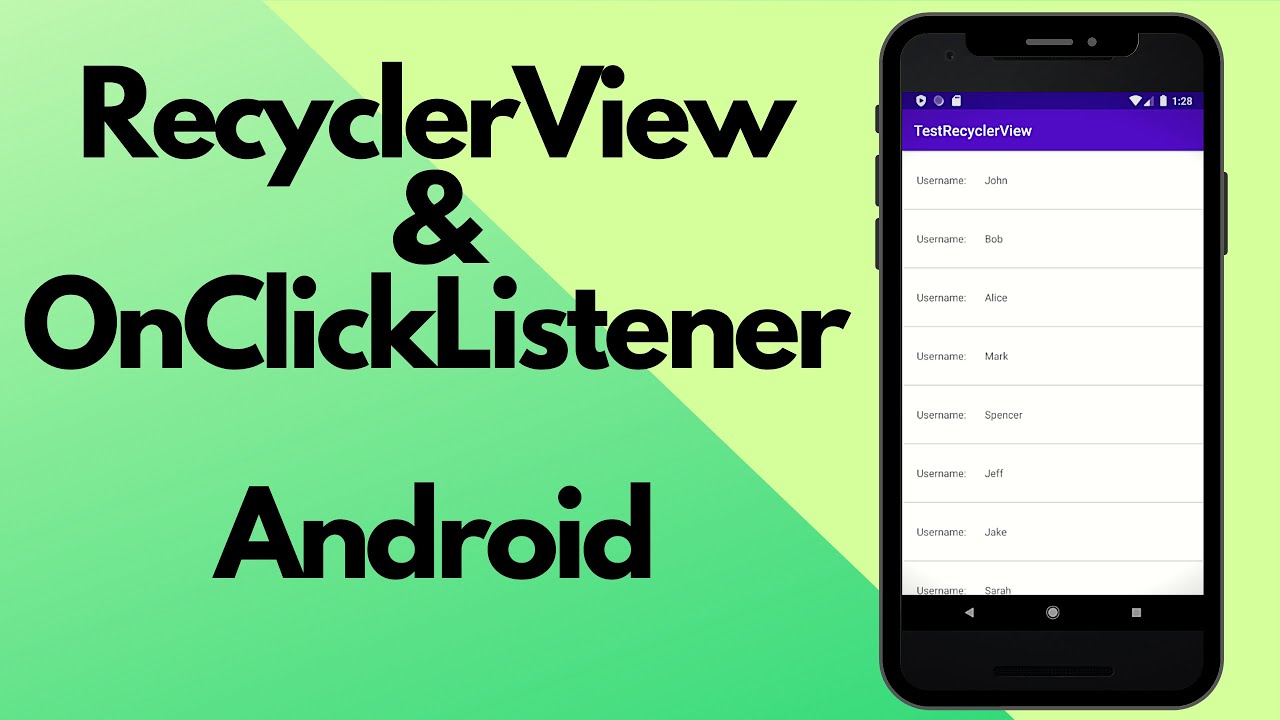 RecyclerView
&
OnClickListener
Android
1:28
TestRecyclerView
Username: John
Username: Bob
Username: Alice
Username: Mark
Username: Spencer
Username: Jeff
Username: Jake
Username: Sarah